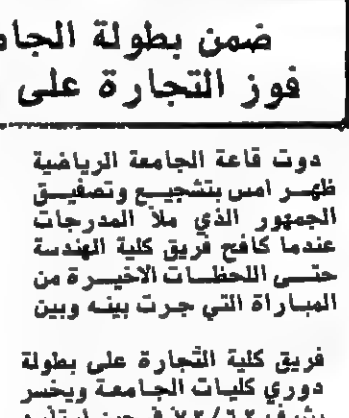 ضمن بطولة الجام
فوز التجارة على
دوت قاعة الجامعة الرياضية
ظهر امس بتشجيع وتصفيق
الجمهور الذي ملأ المدرجات
عندما كافح فريق كلية الهندسة
حتى اللحظات الاخيرة من
المباراة التي جرت بينه وبين
فريق كلية التجارة على بطولة
دوري كليات الجامعة ويخسر